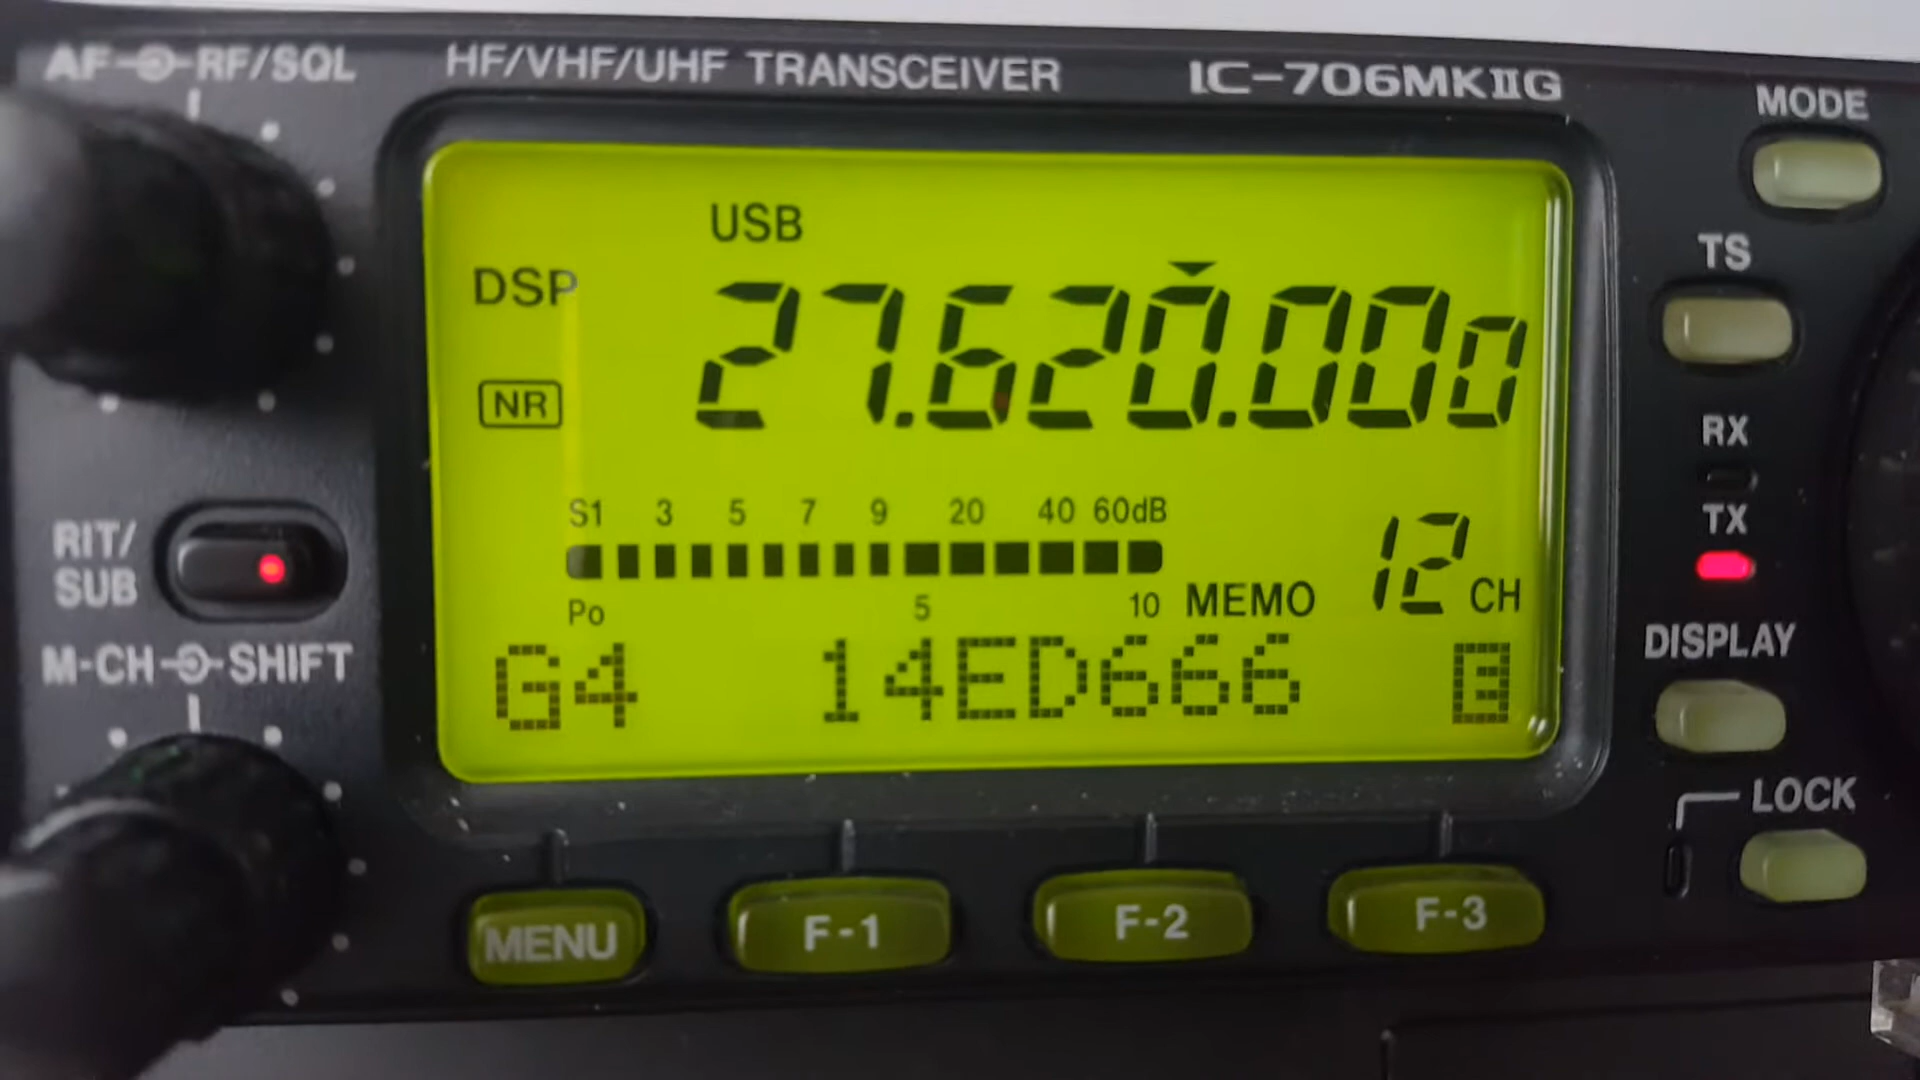 AF RF/SQL
HF/VHF/UHF TRANSCEIVER
IC-706MKIIG
MODE
USB
TS
DSP
27.620.000
NR
RX
S1 3 5 7 9 20 40 60dB
TX
12 CH
RIT/
SUB
Po 5 10 MEMO
DISPLAY
M-CH SHIFT
G4 14ED666 E
LOCK
MENU
F-1
F-2
F-3